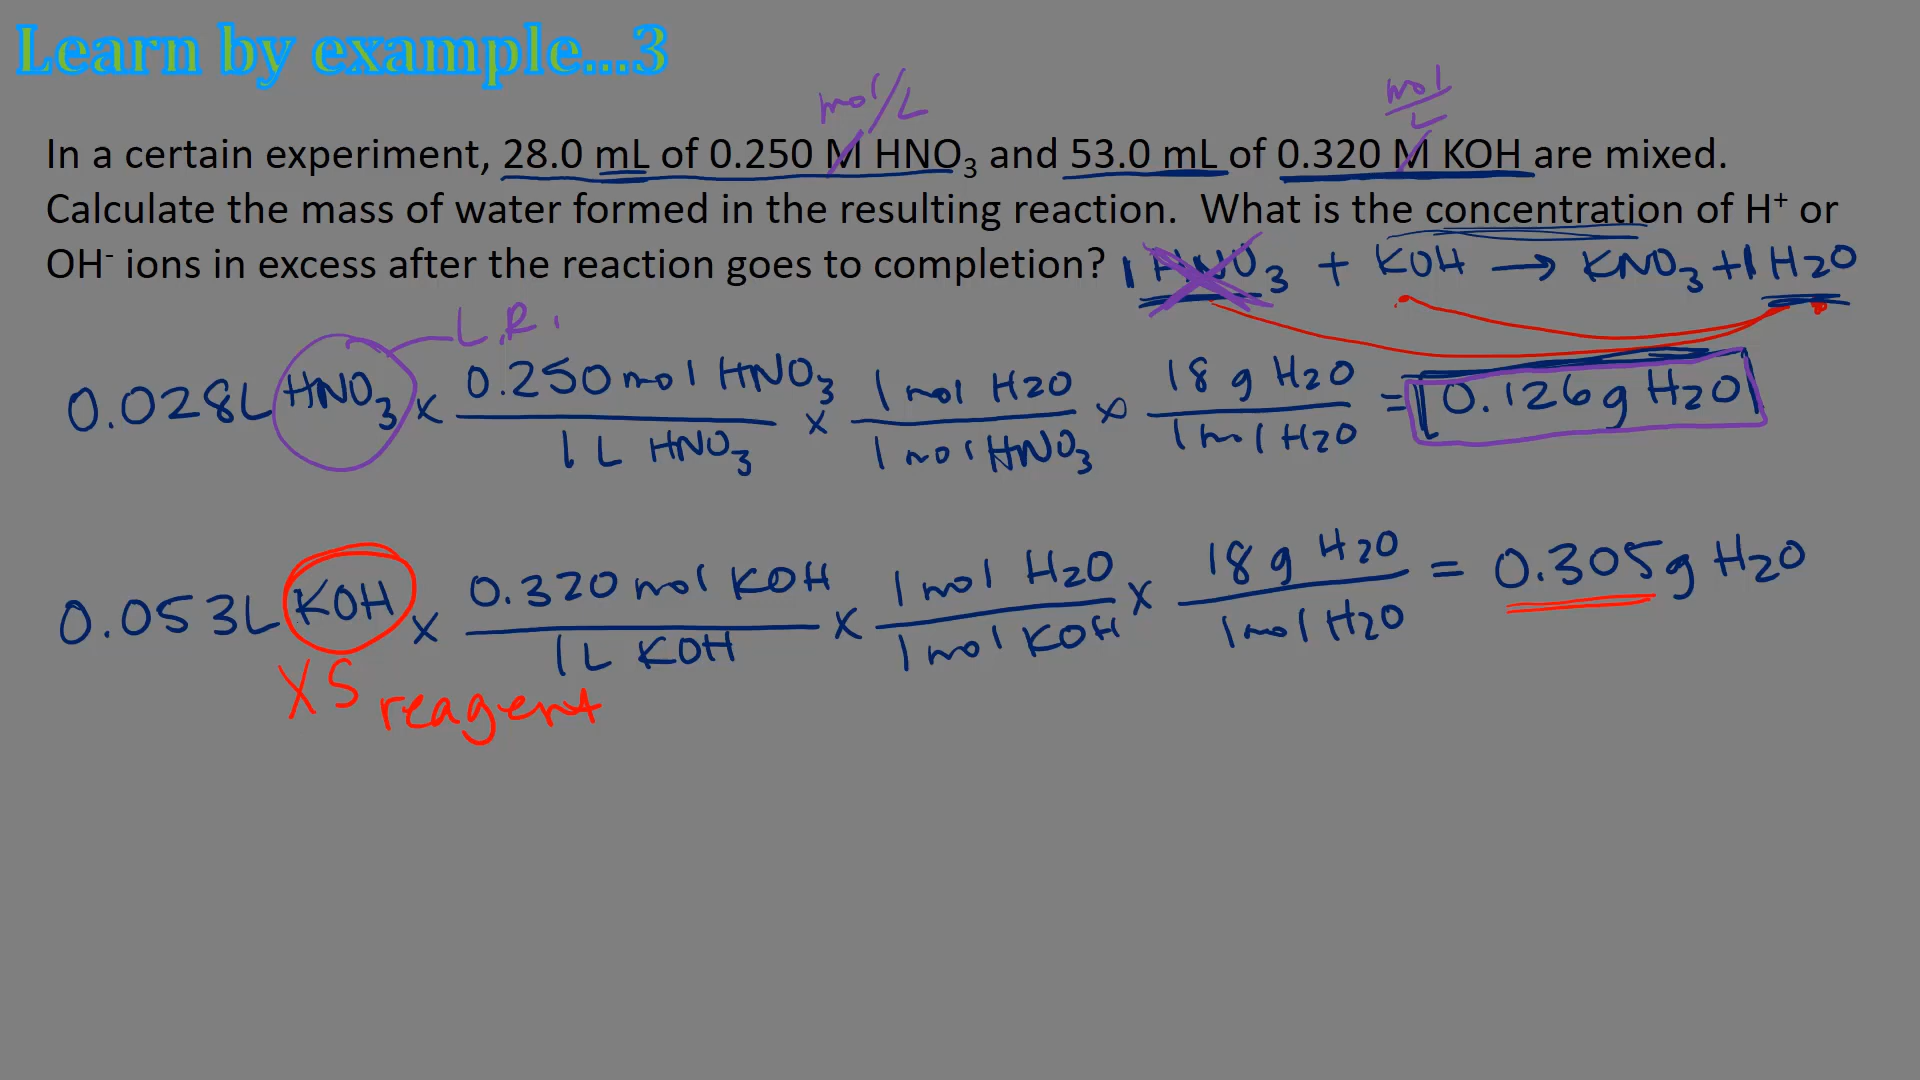 Learn by example...3
mol/L
mol/L
In a certain experiment, 28.0 mL of 0.250 M HNO₃ and 53.0 mL of 0.320 M KOH are mixed.
Calculate the mass of water formed in the resulting reaction. What is the concentration of H⁺ or
OH⁻ ions in excess after the reaction goes to completion?
1 HNO₃ + KOH → KNO₃ + 1 H₂O
L.R.
0.028L HNO₃ × 0.250 mol HNO₃ / 1 L HNO₃ × 1 mol H₂O / 1 mol HNO₃ × 18 g H₂O / 1 mol H₂O = 0.126 g H₂O
0.053L KOH × 0.320 mol KOH / 1 L KOH × 1 mol H₂O / 1 mol KOH × 18 g H₂O / 1 mol H₂O = 0.305 g H₂O
XS reagent